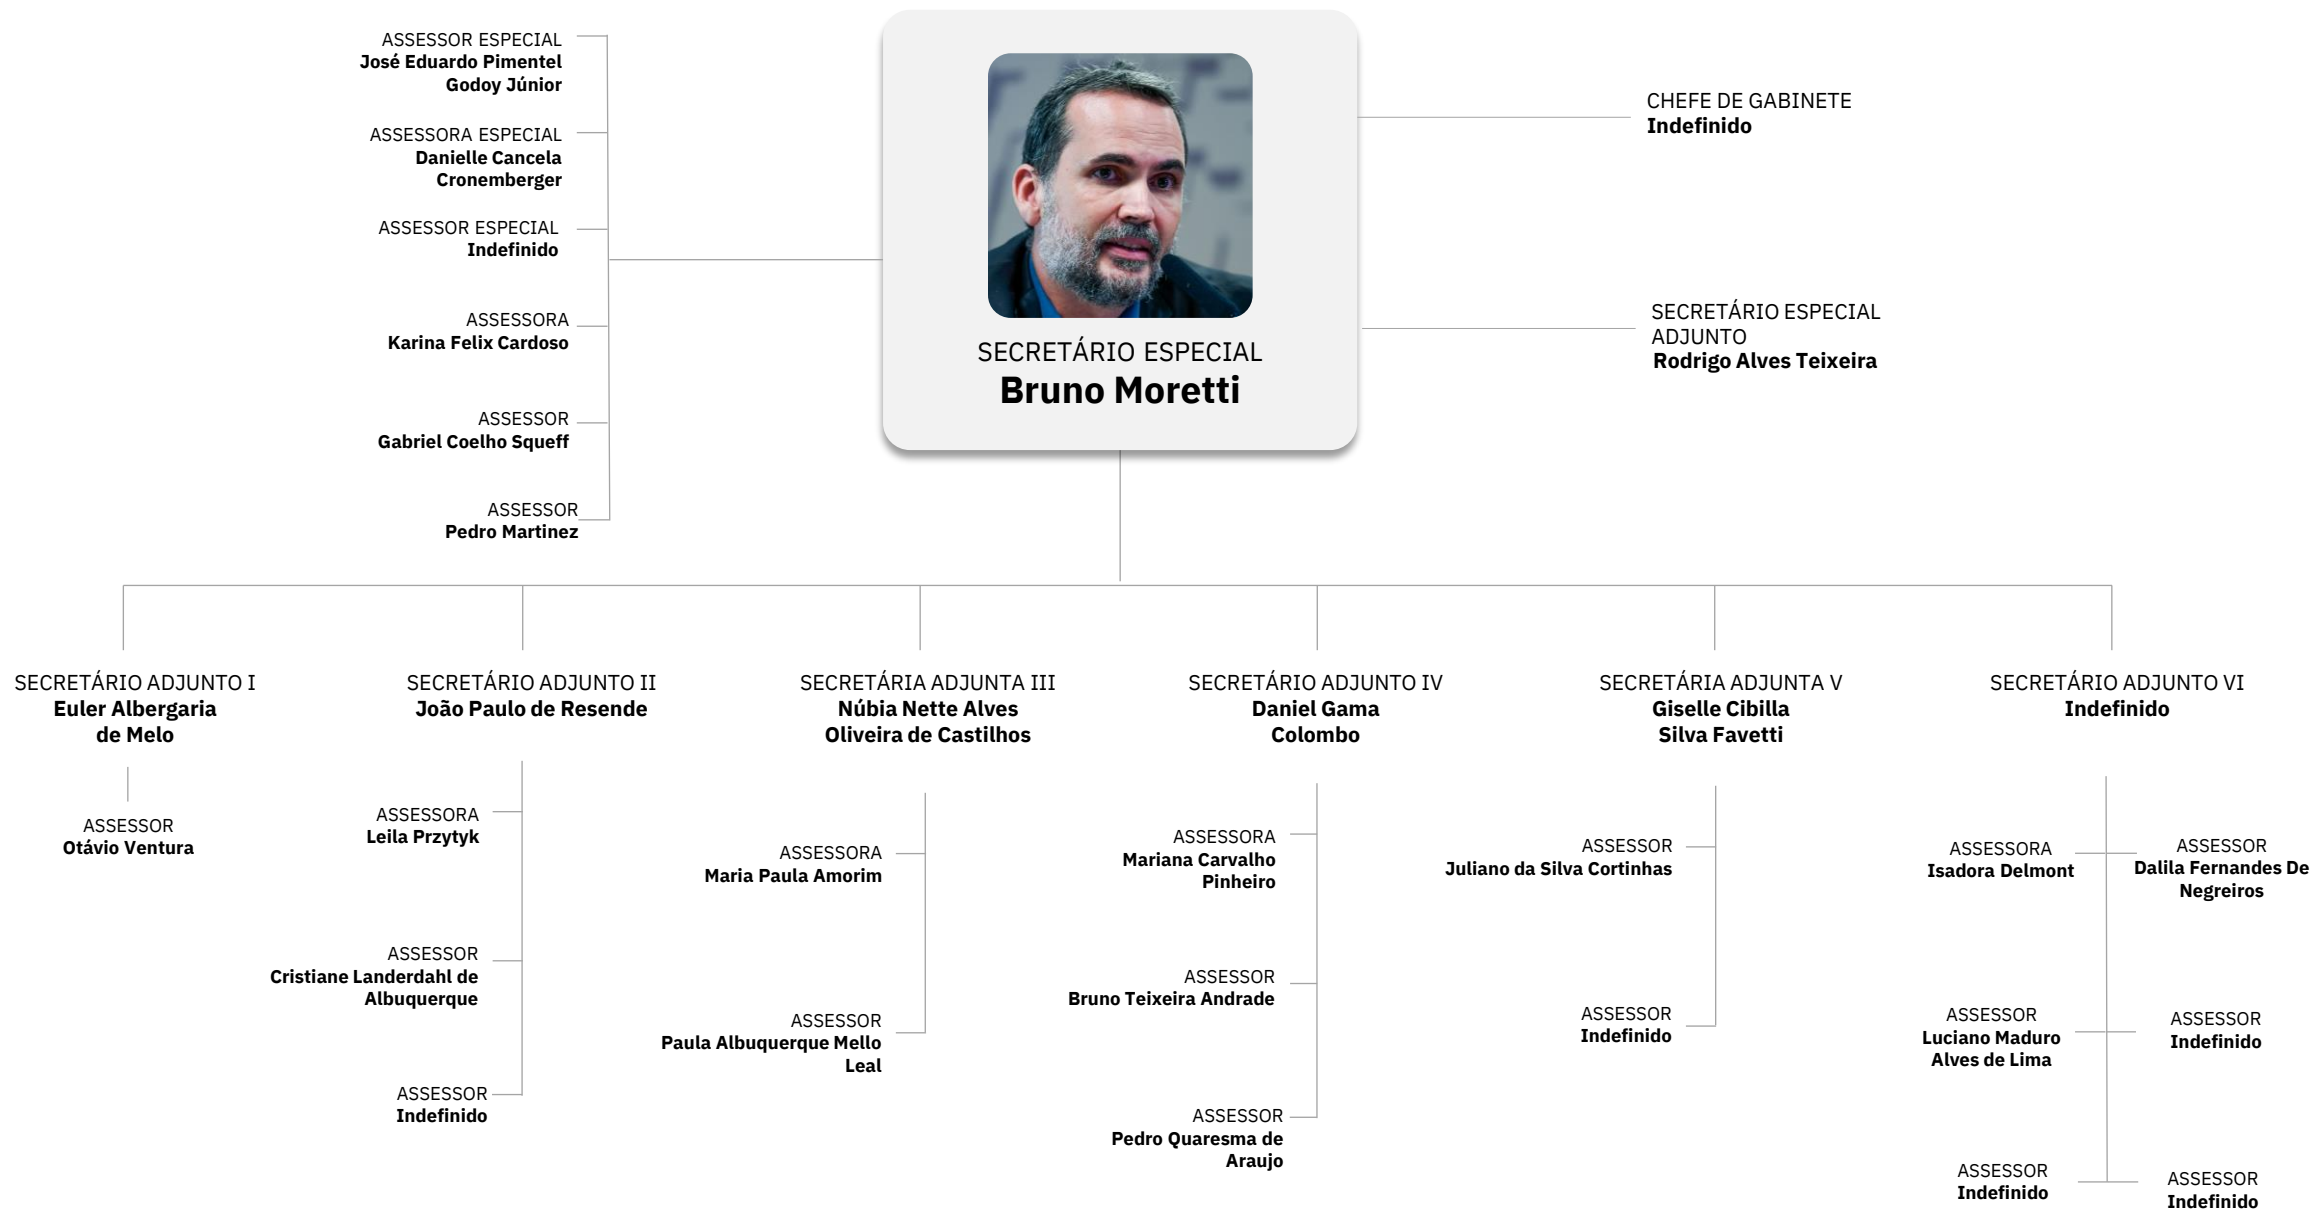 ASSESSOR ESPECIAL
José Eduardo Pimentel
Godoy Júnior
ASSESSORA ESPECIAL
Danielle Cancela
Cronemberger
ASSESSOR ESPECIAL
Indefinido
ASSESSORA
Karina Felix Cardoso
ASSESSOR
Gabriel Coelho Squeff
ASSESSOR
Pedro Martinez
SECRETÁRIO ESPECIAL
Bruno Moretti
CHEFE DE GABINETE
Indefinido
SECRETÁRIO ESPECIAL
ADJUNTO
Rodrigo Alves Teixeira
SECRETÁRIO ADJUNTO I
Euler Albergaria
de Melo
ASSESSOR
Otávio Ventura
SECRETÁRIO ADJUNTO II
João Paulo de Resende
ASSESSORA
Leila Przytyk
ASSESSOR
Cristiane Landerdahl de
Albuquerque
ASSESSOR
Indefinido
SECRETÁRIA ADJUNTA III
Núbia Nette Alves
Oliveira de Castilhos
ASSESSORA
Maria Paula Amorim
ASSESSOR
Paula Albuquerque Mello
Leal
SECRETÁRIO ADJUNTO IV
Daniel Gama
Colombo
ASSESSORA
Mariana Carvalho
Pinheiro
ASSESSOR
Bruno Teixeira Andrade
ASSESSOR
Pedro Quaresma de
Araujo
SECRETÁRIA ADJUNTA V
Giselle Cibilla
Silva Favetti
ASSESSOR
Juliano da Silva Cortinhas
ASSESSOR
Indefinido
SECRETÁRIO ADJUNTO VI
Indefinido
ASSESSORA
Isadora Delmont
ASSESSOR
Dalila Fernandes De
Negreiros
ASSESSOR
Luciano Maduro
Alves de Lima
ASSESSOR
Indefinido
ASSESSOR
Indefinido
ASSESSOR
Indefinido